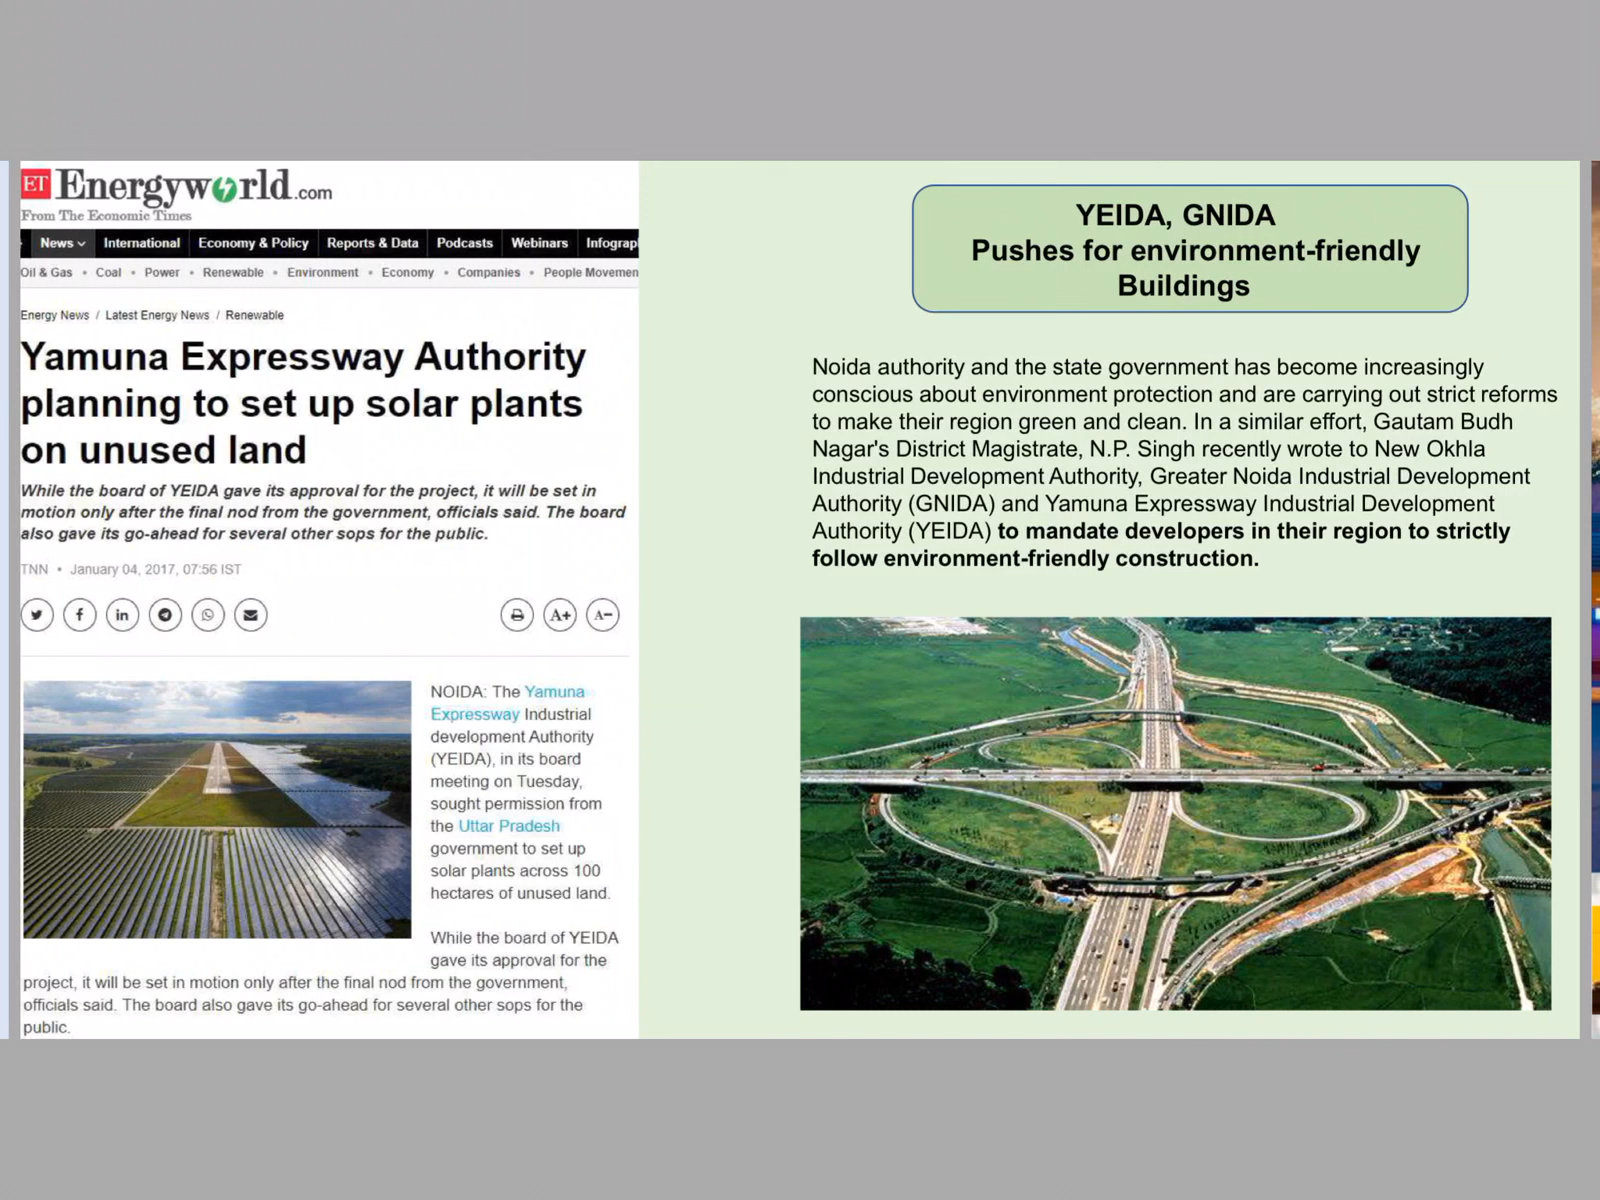 ET Energyworld.com
From The Economic Times
News International Economy & Policy Reports & Data Podcasts Webinars
Oil & Gas • Coal • Power • Renewable • Environment • Economy • Companies • People Movemen
Energy News / Latest Energy News / Renewable
Yamuna Expressway Authority
planning to set up solar plants
on unused land
While the board of YEIDA gave its approval for the project, it will be set in
motion only after the final nod from the government, officials said. The board
also gave its go-ahead for several other sops for the public.
TNN • January 04, 2017, 07:56 IST
A+ A-
NOIDA: The Yamuna
Expressway Industrial
development Authority
(YEIDA), in its board
meeting on Tuesday,
sought permission from
the Uttar Pradesh
government to set up
solar plants across 100
hectares of unused land.
While the board of YEIDA
gave its approval for the
project, it will be set in motion only after the final nod from the government,
officials said. The board also gave its go-ahead for several other sops for the
public.
YEIDA, GNIDA
Pushes for environment-friendly
Buildings
Noida authority and the state government has become increasingly
conscious about environment protection and are carrying out strict reforms
to make their region green and clean. In a similar effort, Gautam Budh
Nagar's District Magistrate, N.P. Singh recently wrote to New Okhla
Industrial Development Authority, Greater Noida Industrial Development
Authority (GNIDA) and Yamuna Expressway Industrial Development
Authority (YEIDA) to mandate developers in their region to strictly
follow environment-friendly construction.